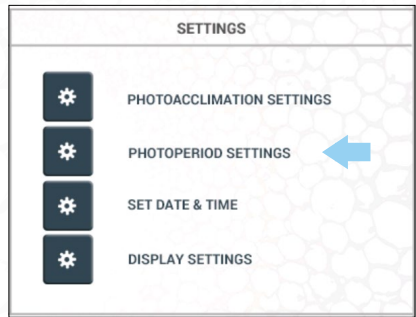 SETTINGS
PHOTOACCLIMATION SETTINGS
PHOTOPERIOD SETTINGS
SET DATE & TIME
DISPLAY SETTINGS